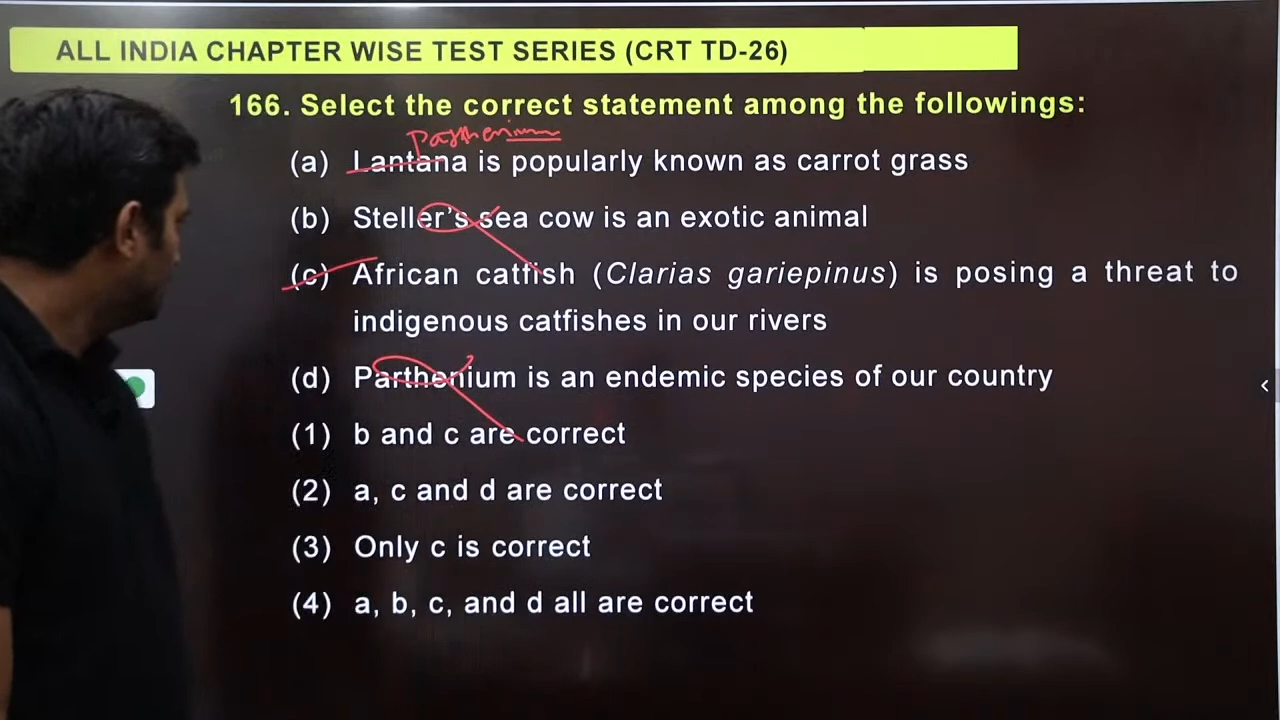 ALL INDIA CHAPTER WISE TEST SERIES (CRT TD-26)
166. Select the correct statement among the followings:
Parthenium
(a) Lantana is popularly known as carrot grass
(b) Steller's sea cow is an exotic animal
(c) African catfish (Clarias gariepinus) is posing a threat to
indigenous catfishes in our rivers
(d) Parthenium is an endemic species of our country
(1) b and c are correct
(2) a, c and d are correct
(3) Only c is correct
(4) a, b, c, and d all are correct